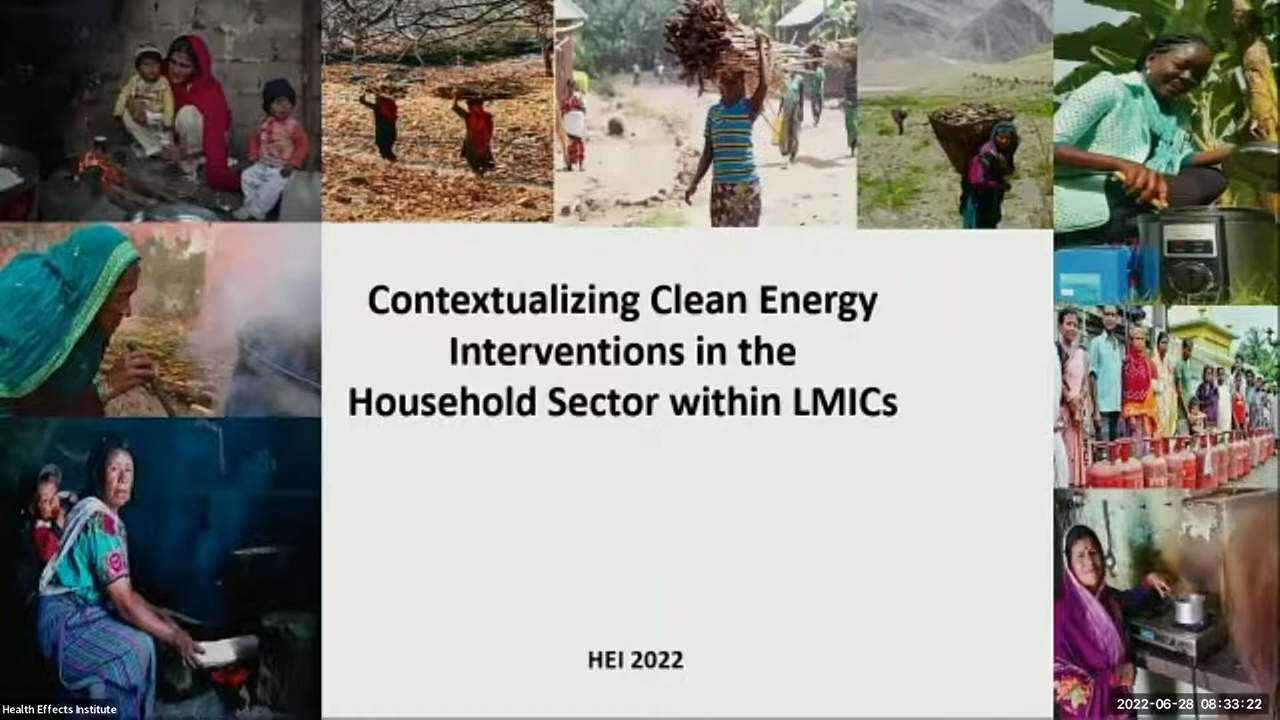 Contextualizing Clean Energy
Interventions in the
Household Sector within LMICs
HEI 2022
Health Effects Institute
2022-06-28 08:33:22